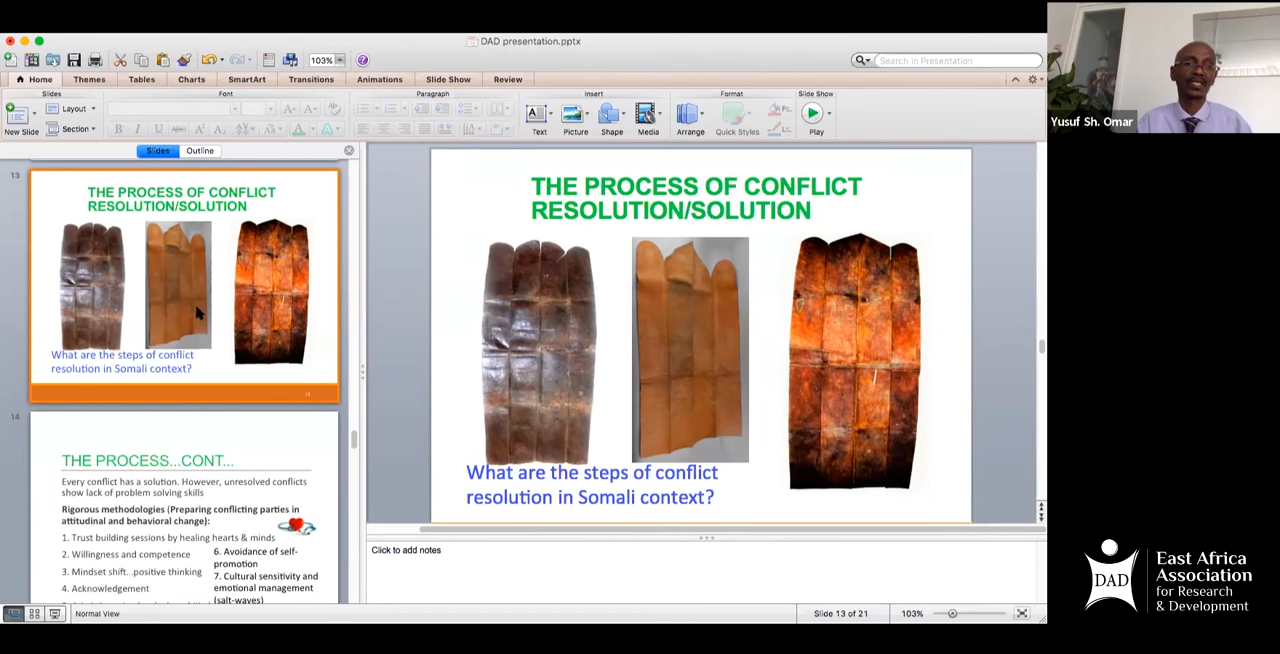 DAD presentation.pptx
103%
Search in Presentation
Home
Themes
Tables
Charts
SmartArt
Transitions
Animations
Slide Show
Review
Slides
Font
Paragraph
Insert
Format
Slide Show
New Slide
Layout
Section
B I U ABC
Text
Picture
Shape
Media
Arrange
Quick Styles
Play
Slides
Outline
13
THE PROCESS OF CONFLICT
RESOLUTION/SOLUTION
What are the steps of conflict
resolution in Somali context?
14
THE PROCESS...CONT...
Every conflict has a solution. However, unresolved conflicts
show lack of problem solving skills
Rigorous methodologies (Preparing conflicting parties in
attitudinal and behavioral change):
1. Trust building sessions by healing hearts & minds
2. Willingness and competence
3. Mindset shift...positive thinking
4. Acknowledgement
6. Avoidance of self-
promotion
7. Cultural sensitivity and
emotional management
(salt-waves)
THE PROCESS OF CONFLICT
RESOLUTION/SOLUTION
What are the steps of conflict
resolution in Somali context?
Click to add notes
Normal View
Slide 13 of 21
103%
Yusuf Sh. Omar
DAD
East Africa
Association
for Research
& Development